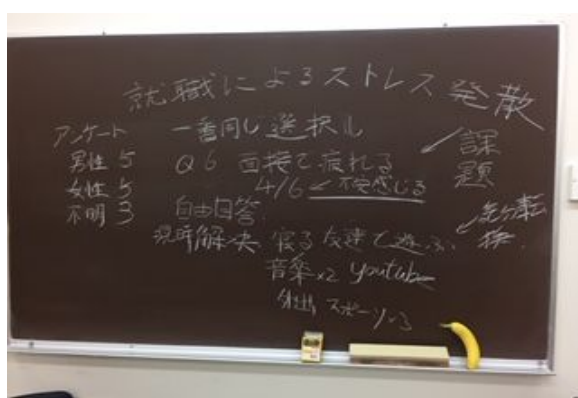 就職によるストレス発散
アンケート
男性 5
女性 5
不明 3
一番同じ選択し
Q6 面接で疲れる
課題
4/6 不安感じる
自由回答
現時解決 寝る 友達で遊ぶ
気分転換
音楽x2 youtube
外出 スポーツx3